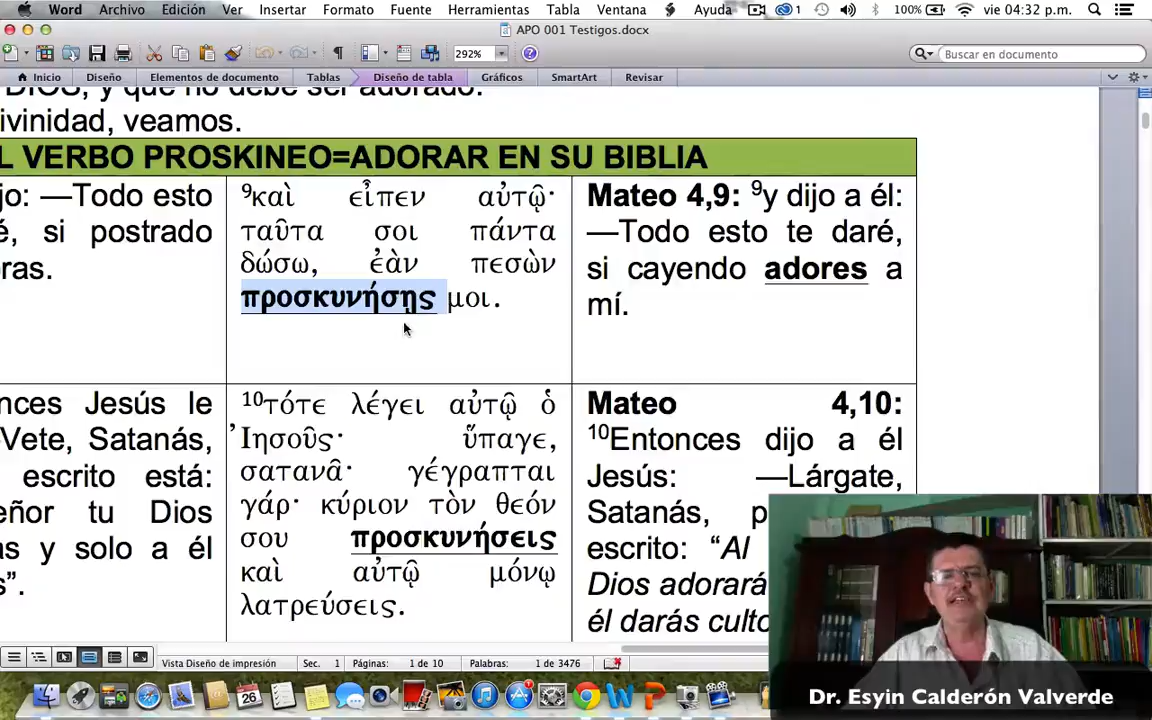 Word Archivo Edición Ver Insertar Formato Fuente Herramientas Tabla Ventana Ayuda 1 100% vie 04:32 p.m.
APO 001 Testigos.docx
292% Buscar en documento
Inicio Diseño Elementos de documento Tablas Diseño de tabla Gráficos SmartArt Revisar
DIOS, y que no debe ser adorado.
ivinidad, veamos.
L VERBO PROSKINEO=ADORAR EN SU BIBLIA
jo: —Todo esto
é, si postrado
ras.
9καὶ εἶπεν αὐτῷ·
ταῦτα σοι πάντα
δώσω, ἐὰν πεσὼν
προσκυνήσῃς μοι.
Mateo 4,9: 9y dijo a él:
—Todo esto te daré,
si cayendo adores a
mí.
nces Jesús le
Vete, Satanás,
escrito está:
eñor tu Dios
as y solo a él
s”.
10τότε λέγει αὐτῷ ὁ
Ἰησοῦς· ὕπαγε,
σατανᾶ· γέγραπται
γάρ· κύριον τὸν θεόν
σου προσκυνήσεις
καὶ αὐτῷ μόνῳ
λατρεύσεις.
Mateo 4,10:
10Entonces dijo a él
Jesús: —Lárgate,
Satanás, p
escrito: “Al
Dios adorará
él darás culto
Vista Diseño de impresión Sec. 1 Páginas: 1 de 10 Palabras: 1 de 3476
26
Dr. Esyin Calderón Valverde